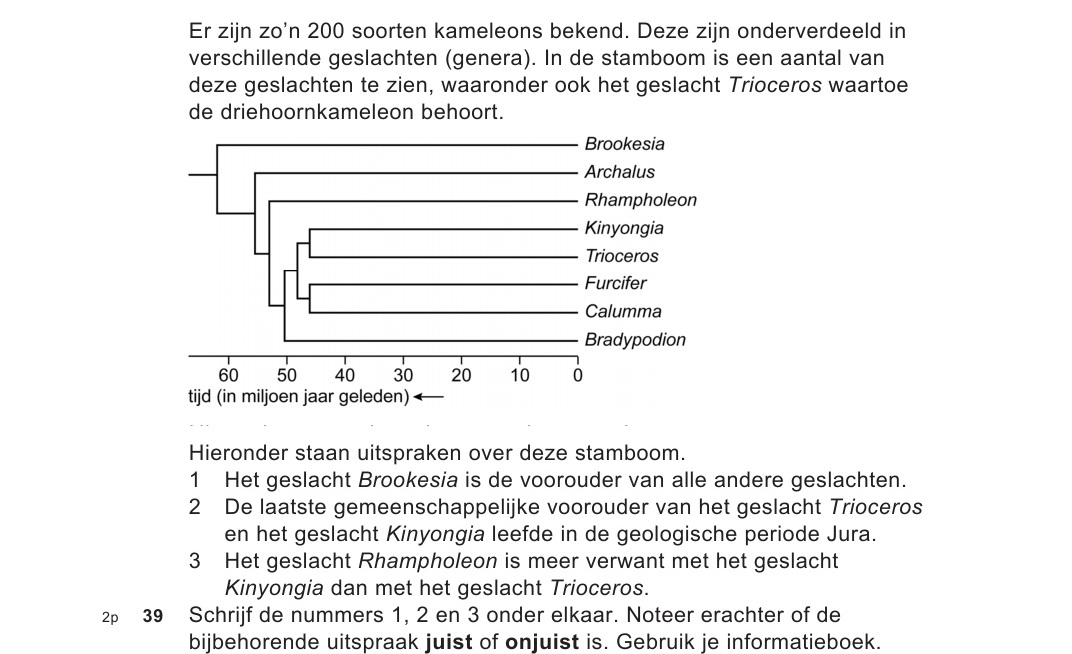 Er zijn zo’n 200 soorten kameleons bekend. Deze zijn onderverdeeld in
verschillende geslachten (genera). In de stamboom is een aantal van
deze geslachten te zien, waaronder ook het geslacht Trioceros waartoe
de driehoornkameleon behoort.
Brookesia
Archalus
Rhampholeon
Kinyongia
Trioceros
Furcifer
Calumma
Bradypodion
60 50 40 30 20 10 0
tijd (in miljoen jaar geleden)
Hieronder staan uitspraken over deze stamboom.
1 Het geslacht Brookesia is de voorouder van alle andere geslachten.
2 De laatste gemeenschappelijke voorouder van het geslacht Trioceros
en het geslacht Kinyongia leefde in de geologische periode Jura.
3 Het geslacht Rhampholeon is meer verwant met het geslacht
Kinyongia dan met het geslacht Trioceros.
2p 39 Schrijf de nummers 1, 2 en 3 onder elkaar. Noteer erachter of de
bijbehorende uitspraak juist of onjuist is. Gebruik je informatieboek.